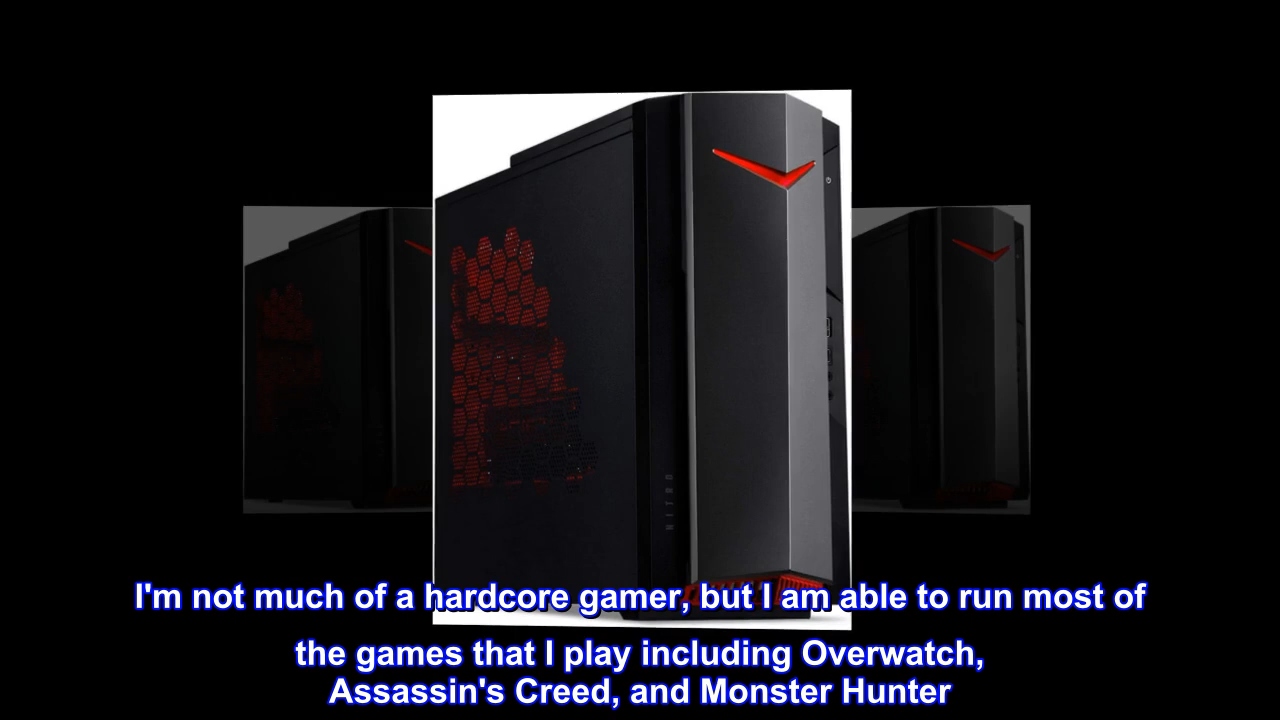 NITRO
I'm not much of a hardcore gamer, but I am able to run most of
the games that I play including Overwatch,
Assassin's Creed, and Monster Hunter